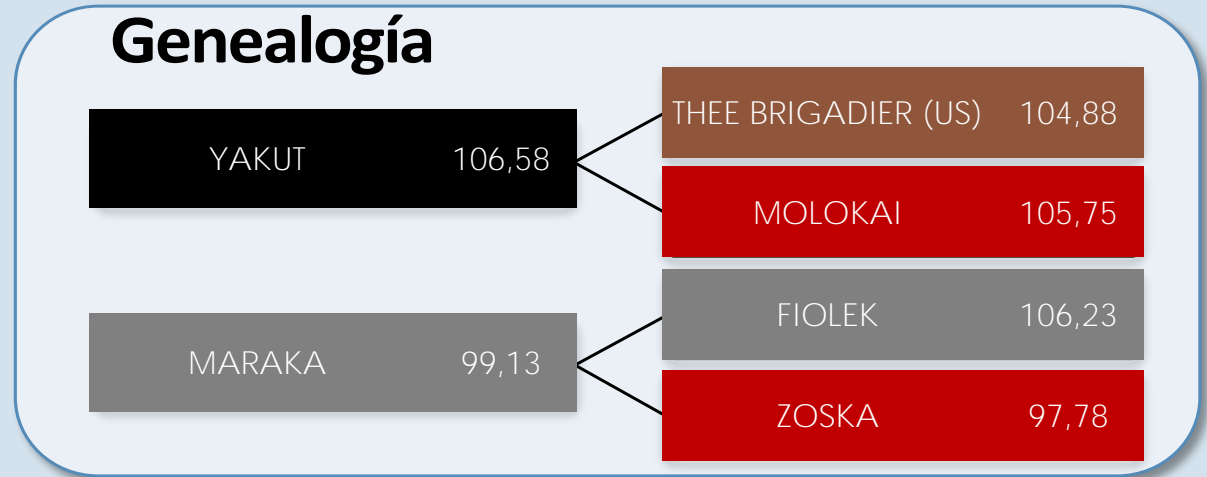 Genealogía
THEE BRIGADIER (US) 104,88
YAKUT 106,58
MOLOKAI 105,75
FIOLEK 106,23
MARAKA 99,13
ZOSKA 97,78